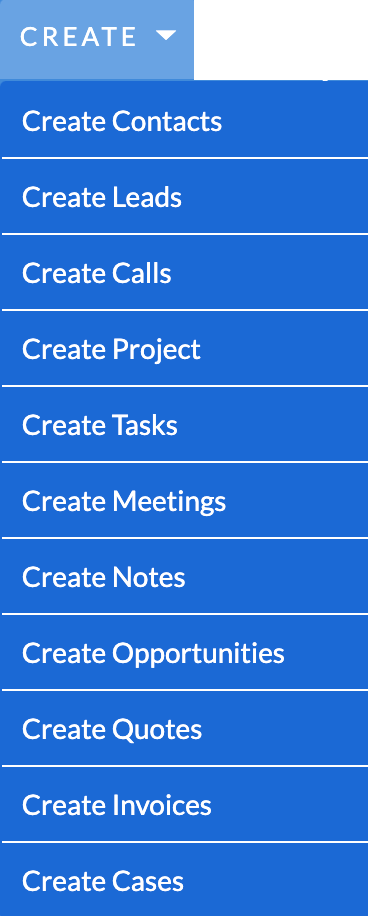 CREATE
Create Contacts
Create Leads
Create Calls
Create Project
Create Tasks
Create Meetings
Create Notes
Create Opportunities
Create Quotes
Create Invoices
Create Cases